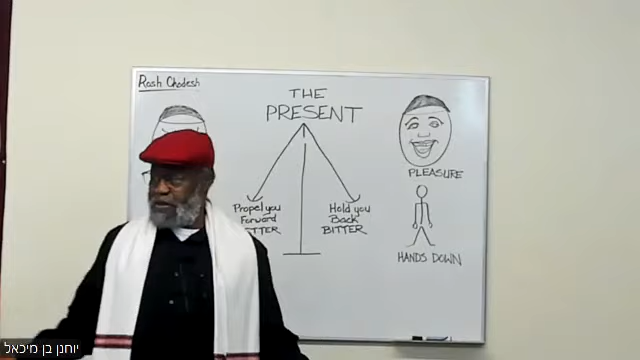 Rosh Chodesh
THE
PRESENT
PLEASURE
Propel you
Forward
Hold you
Back
BITTER
HANDS DOWN
יוחנן בן מיכאל